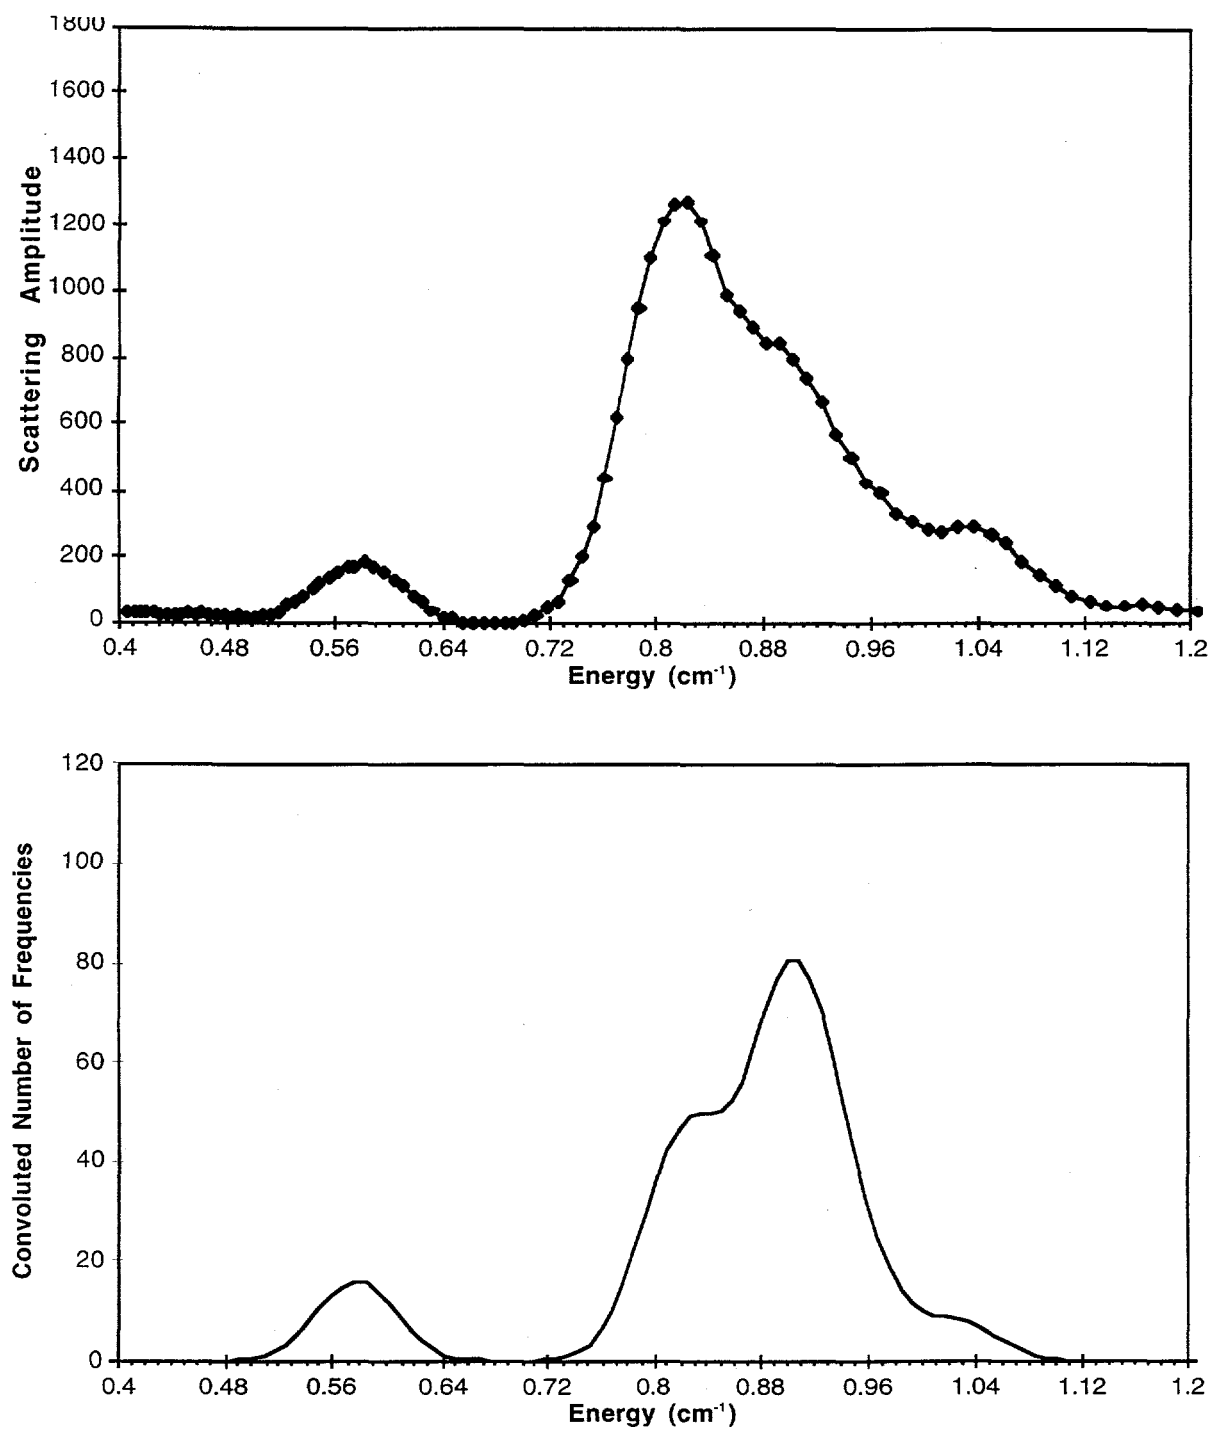 1800
1600
1400
1200
1000
800
600
400
200
0
Scattering Amplitude
0.4 0.48 0.56 0.64 0.72 0.8 0.88 0.96 1.04 1.12 1.2
Energy (cm⁻¹)
120
100
80
60
40
20
0
Convoluted Number of Frequencies
0.4 0.48 0.56 0.64 0.72 0.8 0.88 0.96 1.04 1.12 1.2
Energy (cm⁻¹)